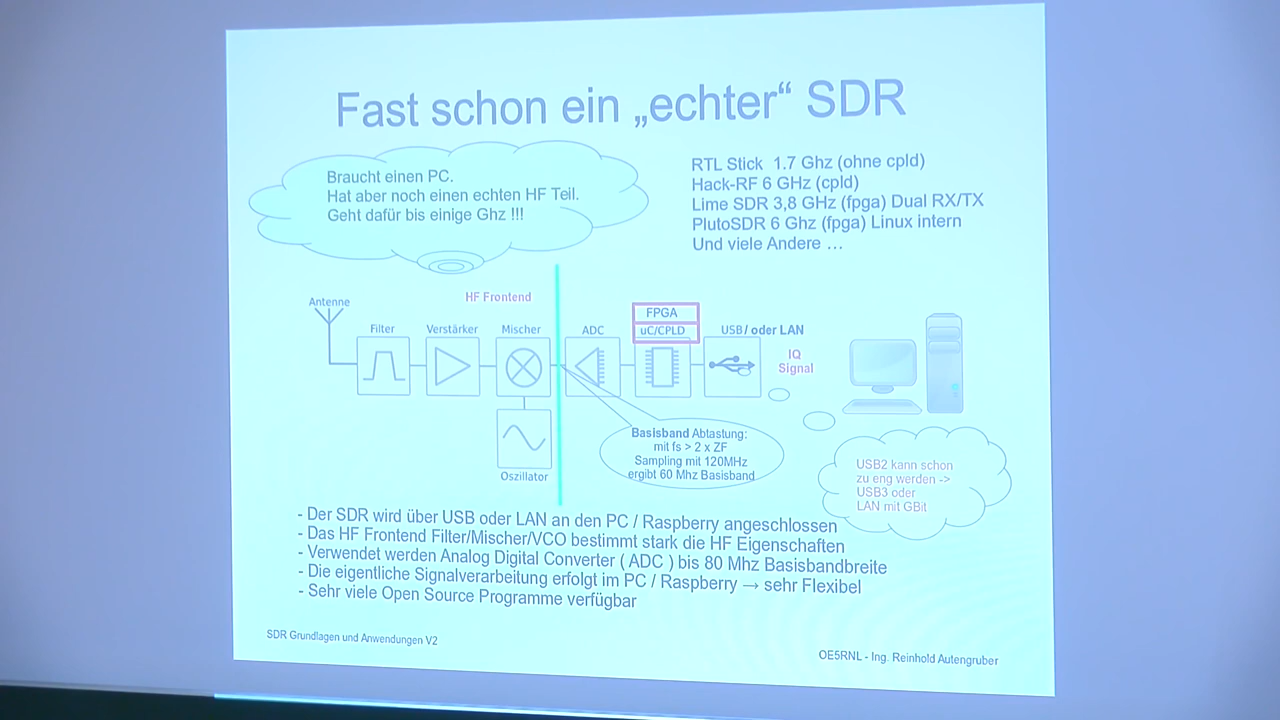 Fast schon ein „echter“ SDR
Braucht einen PC.
Hat aber noch einen echten HF Teil.
Geht dafür bis einige Ghz !!!
RTL Stick 1.7 Ghz (ohne cpld)
Hack-RF 6 GHz (cpld)
Lime SDR 3,8 GHz (fpga) Dual RX/TX
PlutoSDR 6 Ghz (fpga) Linux intern
Und viele Andere ...
HF Frontend
Antenne
Filter
Verstärker
Mischer
ADC
FPGA
uC/CPLD
USB/ oder LAN
IQ
Signal
Oszillator
Basisband Abtastung:
mit fs > 2 x ZF
Sampling mit 120MHz
ergibt 60 Mhz Basisband
USB2 kann schon
zu eng werden ->
USB3 oder
LAN mit GBit
- Der SDR wird über USB oder LAN an den PC / Raspberry angeschlossen
- Das HF Frontend Filter/Mischer/VCO bestimmt stark die HF Eigenschaften
- Verwendet werden Analog Digital Converter ( ADC ) bis 80 Mhz Basisbandbreite
- Die eigentliche Signalverarbeitung erfolgt im PC / Raspberry → sehr Flexibel
- Sehr viele Open Source Programme verfügbar
SDR Grundlagen und Anwendungen V2
OE5RNL - Ing. Reinhold Autengruber